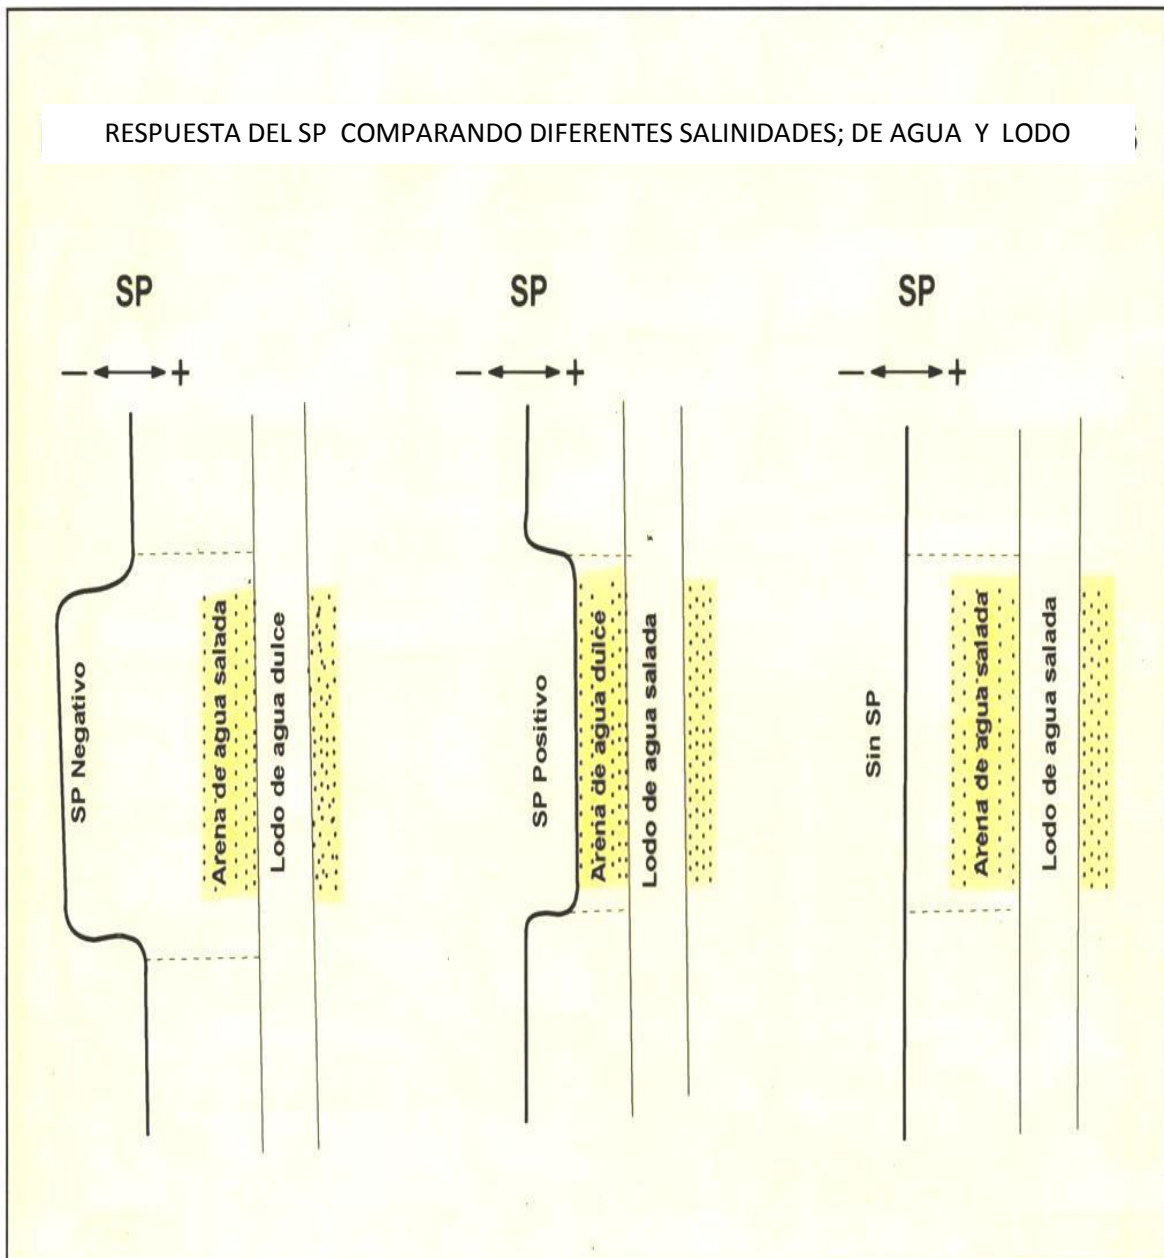 RESPUESTA DEL SP COMPARANDO DIFERENTES SALINIDADES; DE AGUA Y LODO
SP
− +
SP Negativo
Arena de agua salada
Lodo de agua dulce
SP
− +
SP Positivo
Arena de agua dulce
Lodo de agua salada
SP
− +
Sin SP
Arena de agua salada
Lodo de agua salada